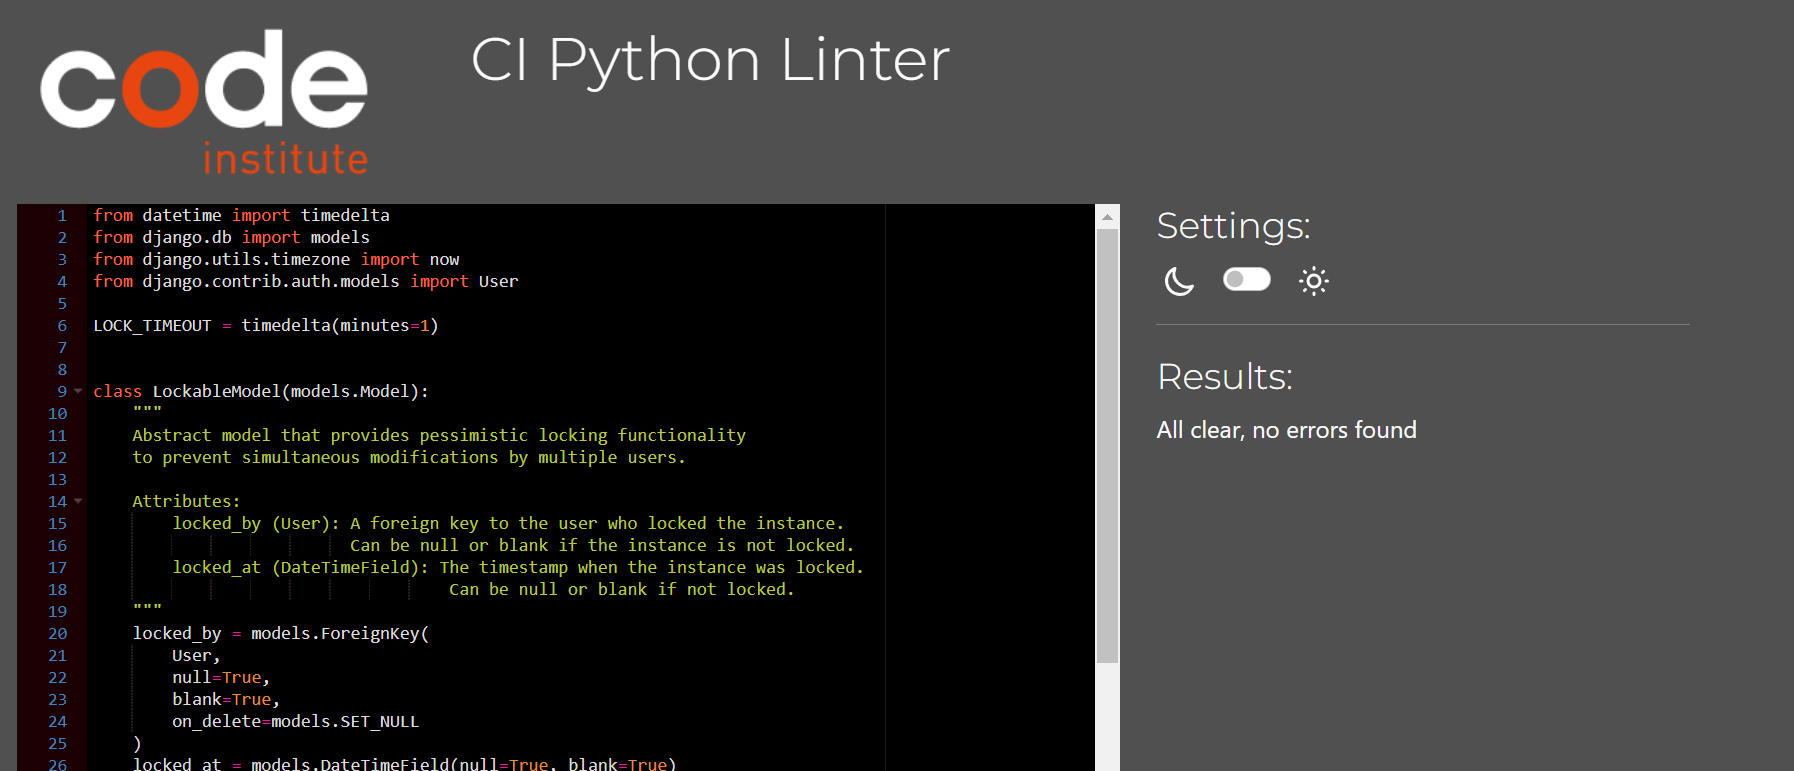 code
institute
CI Python Linter
1 from datetime import timedelta
2 from django.db import models
3 from django.utils.timezone import now
4 from django.contrib.auth.models import User
5
6 LOCK_TIMEOUT = timedelta(minutes=1)
7
8
9 class LockableModel(models.Model):
10 """
11 Abstract model that provides pessimistic locking functionality
12 to prevent simultaneous modifications by multiple users.
13
14 Attributes:
15 locked_by (User): A foreign key to the user who locked the instance.
16 Can be null or blank if the instance is not locked.
17 locked_at (DateTimeField): The timestamp when the instance was locked.
18 Can be null or blank if not locked.
19 """
20 locked_by = models.ForeignKey(
21 User,
22 null=True,
23 blank=True,
24 on_delete=models.SET_NULL
25 )
26 locked_at = models.DateTimeField(null=True, blank=True)
Settings:
Results:
All clear, no errors found